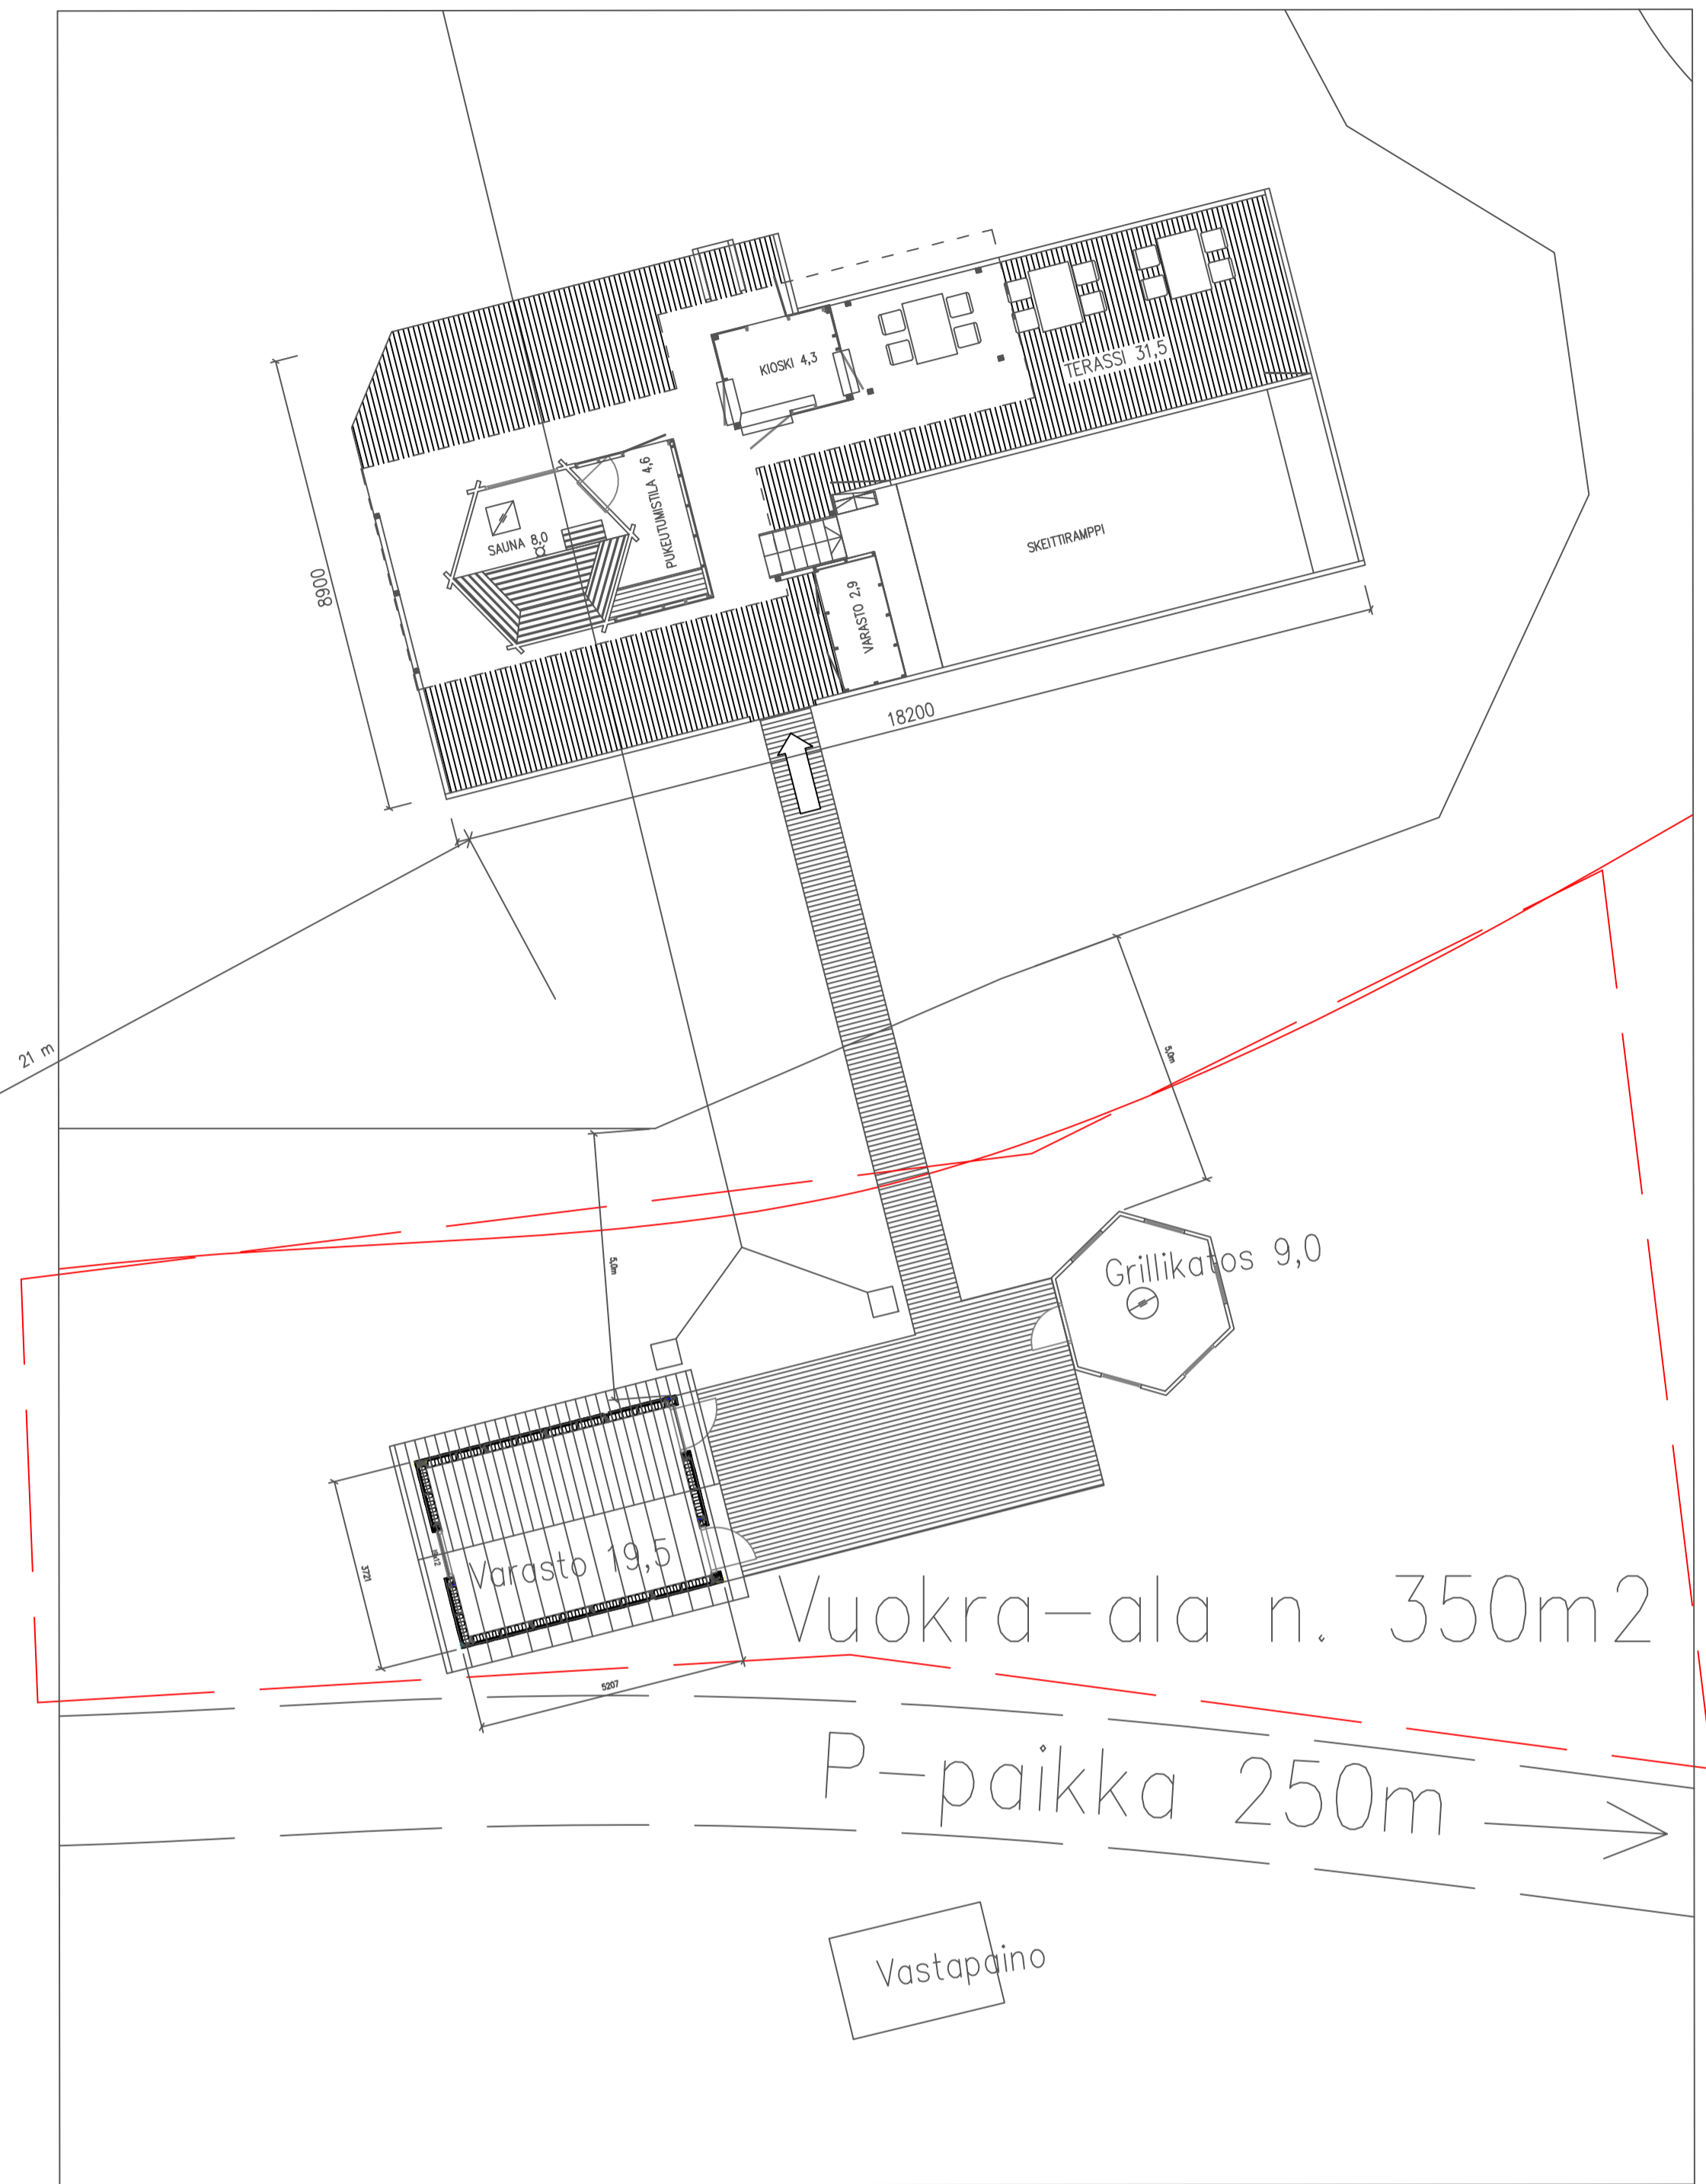 KIOSKI 4,3
TERASSI 31,5
PUKEUTUMISTILA 4,6
SAUNA 8,0
SKEITTIRAMPPI
8900
VARASTO 2,9
18200
21 m
5,0m
5,0m
Grillikatos 9,0
3721
Varasto 19,5
Vuokra-ala n. 350m2
5207
P-paikka 250m
Vastapaino